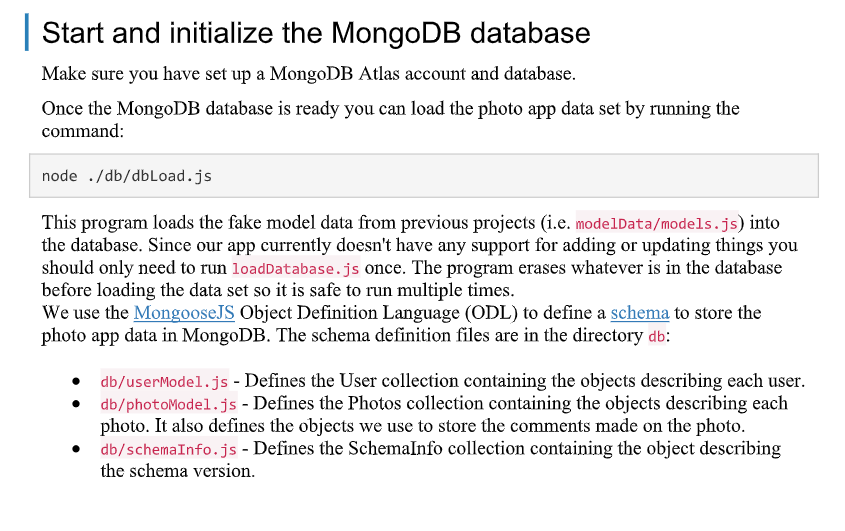 Start and initialize the MongoDB database
Make sure you have set up a MongoDB Atlas account and database.
Once the MongoDB database is ready you can load the photo app data set by running the
command:
node ./db/dbLoad.js
This program loads the fake model data from previous projects (i.e. modelData/models.js) into
the database. Since our app currently doesn't have any support for adding or updating things you
should only need to run loadDatabase.js once. The program erases whatever is in the database
before loading the data set so it is safe to run multiple times.
We use the MongooseJS Object Definition Language (ODL) to define a schema to store the
photo app data in MongoDB. The schema definition files are in the directory db:
● db/userModel.js - Defines the User collection containing the objects describing each user.
● db/photoModel.js - Defines the Photos collection containing the objects describing each
photo. It also defines the objects we use to store the comments made on the photo.
● db/schemaInfo.js - Defines the SchemaInfo collection containing the object describing
the schema version.